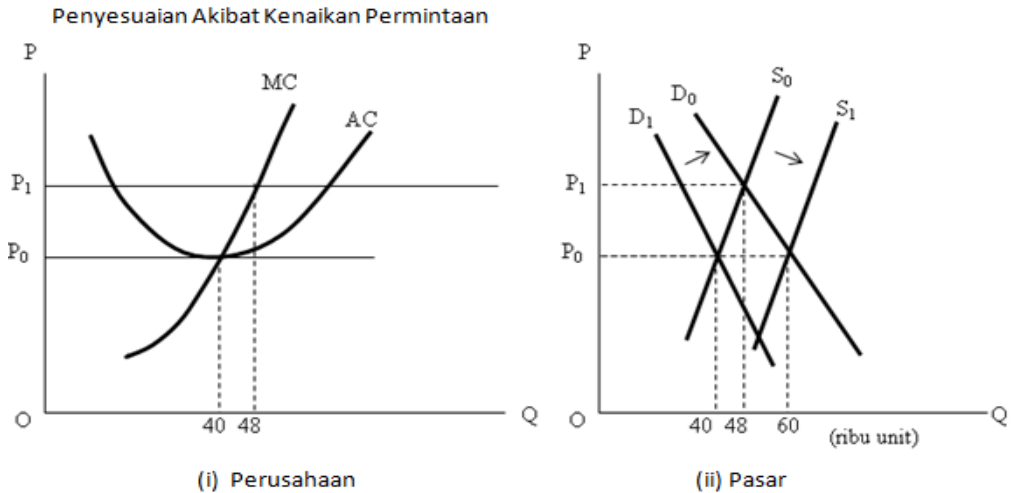 Penyesuaian Akibat Kenaikan Permintaan
P
MC
AC
P1
P0
O
40 48
Q
(i) Perusahaan
P
D1
D0
S0
S1
P1
P0
O
40 48 60
Q
(ribu unit)
(ii) Pasar